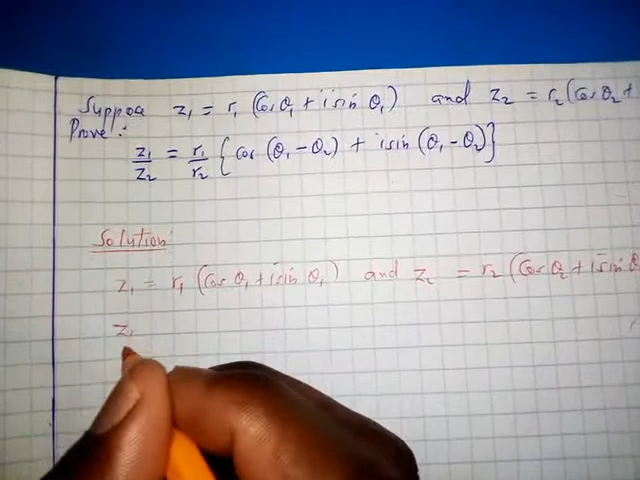 Suppose z₁ = r₁ (Cos θ₁ + i sin θ₁) and z₂ = r₂ (Cos θ₂ +
Prove:
z₁/z₂ = r₁/r₂ {cos (θ₁ - θ₂) + i sin (θ₁ - θ₂)}
Solution:
z₁ = r₁ (Cos θ₁ + i sin θ₁) and z₂ = r₂ (Cos θ₂ + i sin θ
z₁